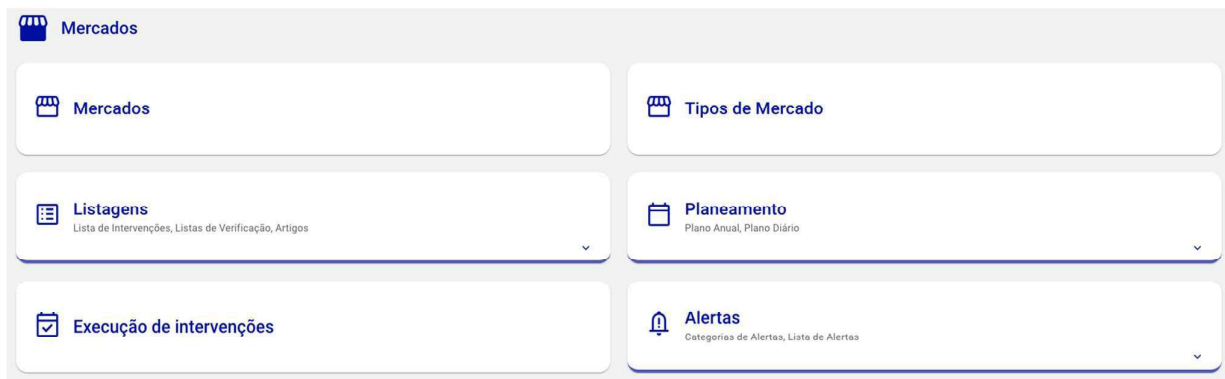 Mercados
Mercados
Tipos de Mercado
Listagens
Lista de Intervenções, Listas de Verificação, Artigos
Planeamento
Plano Anual, Plano Diário
Execução de intervenções
Alertas
Categorias de Alertas, Lista de Alertas